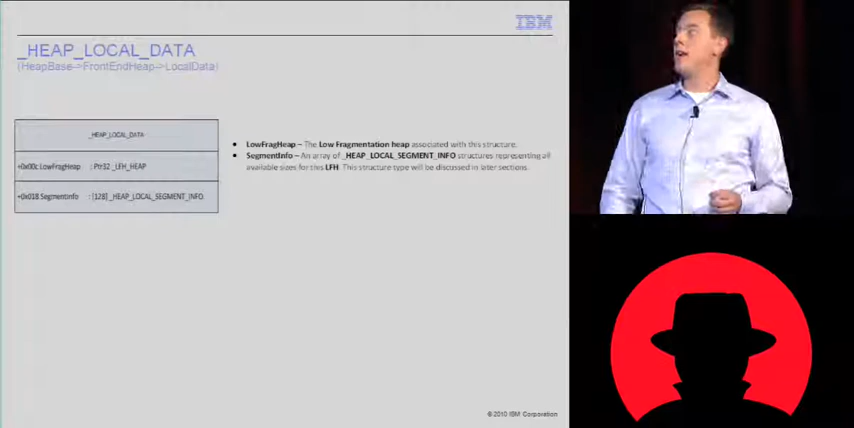 IBM
_HEAP_LOCAL_DATA
(HeapBase->FrontEndHeap->LocalData)
_HEAP_LOCAL_DATA
+0x00c LowFragHeap : Ptr32 _LFH_HEAP
+0x018 SegmentInfo : [128] _HEAP_LOCAL_SEGMENT_INFO
• LowFragHeap – The Low Fragmentation heap associated with this structure.
• SegmentInfo – An array of _HEAP_LOCAL_SEGMENT_INFO structures representing all
available sizes for this LFH. This structure type will be discussed in later sections.
© 2010 IBM Corporation